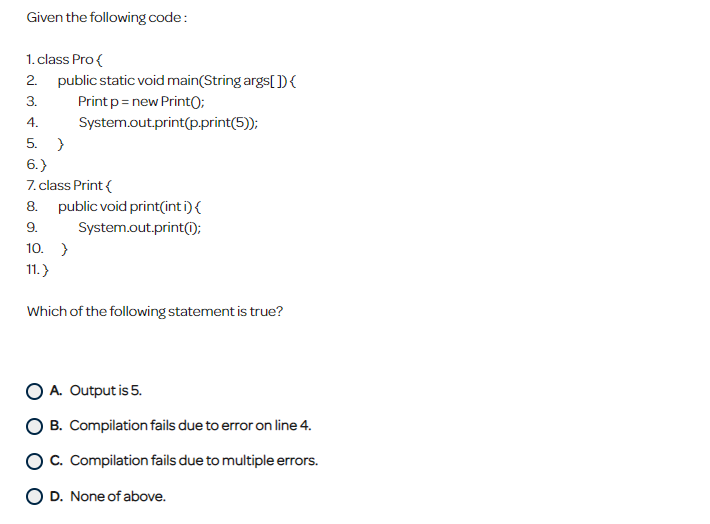 Given the following code :
1. class Pro {
2. public static void main(String args[ ]) {
3. Print p = new Print();
4. System.out.print(p.print(5));
5. }
6. }
7. class Print {
8. public void print(int i) {
9. System.out.print(i);
10. }
11. }
Which of the following statement is true?
A. Output is 5.
B. Compilation fails due to error on line 4.
C. Compilation fails due to multiple errors.
D. None of above.